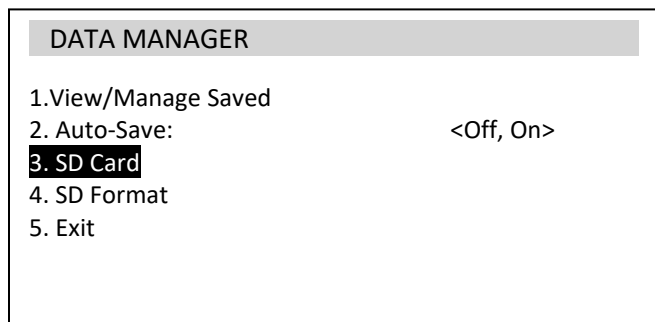 DATA MANAGER
1.View/Manage Saved
2. Auto-Save: <Off, On>
3. SD Card
4. SD Format
5. Exit